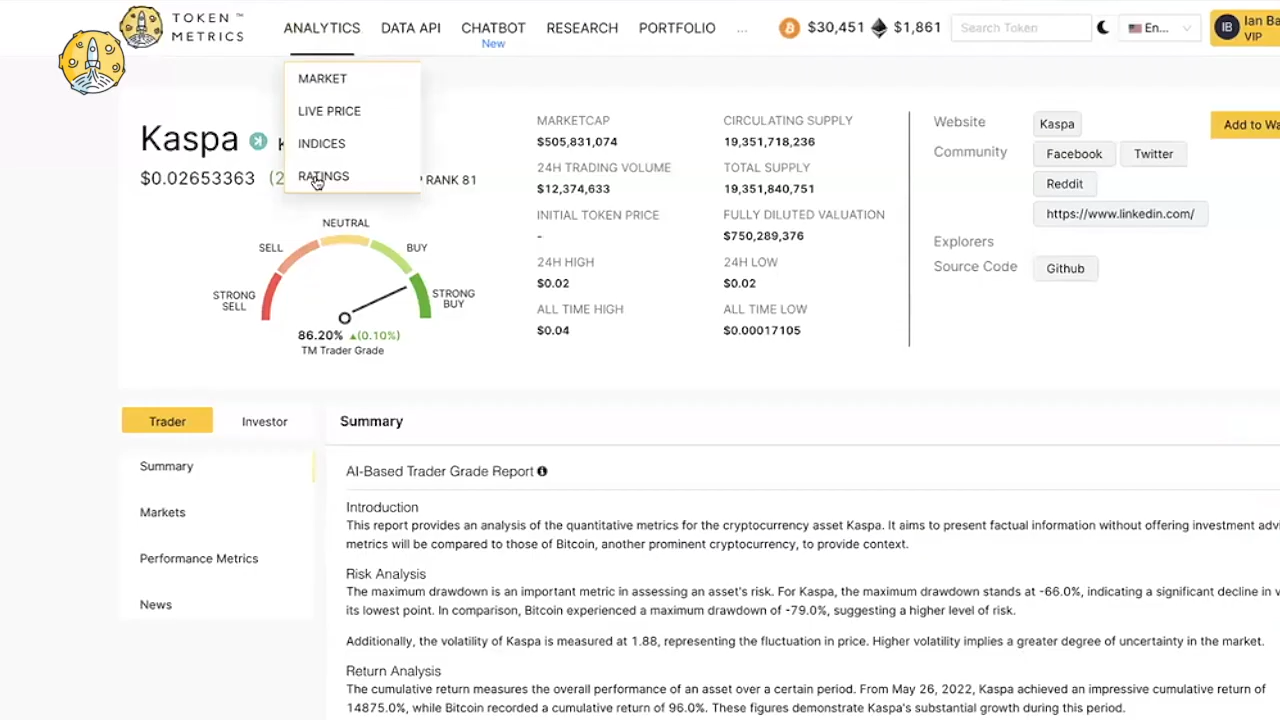 TOKEN ™
METRICS
ANALYTICS
DATA API
CHATBOT
New
RESEARCH
PORTFOLIO
...
$30,451
$1,861
Search Token
En...
IB
Ian Ba
VIP
MARKET
LIVE PRICE
INDICES
RATINGS
Kaspa
K
$0.02653363 (2
RANK 81
NEUTRAL
SELL
BUY
STRONG
SELL
STRONG
BUY
86.20% ▲(0.10%)
TM Trader Grade
MARKETCAP
$505,831,074
CIRCULATING SUPPLY
19,351,718,236
24H TRADING VOLUME
$12,374,633
TOTAL SUPPLY
19,351,840,751
INITIAL TOKEN PRICE
-
FULLY DILUTED VALUATION
$750,289,376
24H HIGH
$0.02
24H LOW
$0.02
ALL TIME HIGH
$0.04
ALL TIME LOW
$0.00017105
Website
Kaspa
Community
Facebook
Twitter
Reddit
https://www.linkedin.com/
Explorers
Source Code
Github
Add to Wa
Trader
Investor
Summary
Markets
Performance Metrics
News
Summary
AI-Based Trader Grade Report
Introduction
This report provides an analysis of the quantitative metrics for the cryptocurrency asset Kaspa. It aims to present factual information without offering investment advi
metrics will be compared to those of Bitcoin, another prominent cryptocurrency, to provide context.
Risk Analysis
The maximum drawdown is an important metric in assessing an asset's risk. For Kaspa, the maximum drawdown stands at -66.0%, indicating a significant decline in v
its lowest point. In comparison, Bitcoin experienced a maximum drawdown of -79.0%, suggesting a higher level of risk.
Additionally, the volatility of Kaspa is measured at 1.88, representing the fluctuation in price. Higher volatility implies a greater degree of uncertainty in the market.
Return Analysis
The cumulative return measures the overall performance of an asset over a certain period. From May 26, 2022, Kaspa achieved an impressive cumulative return of
14875.0%, while Bitcoin recorded a cumulative return of 96.0%. These figures demonstrate Kaspa's substantial growth during this period.